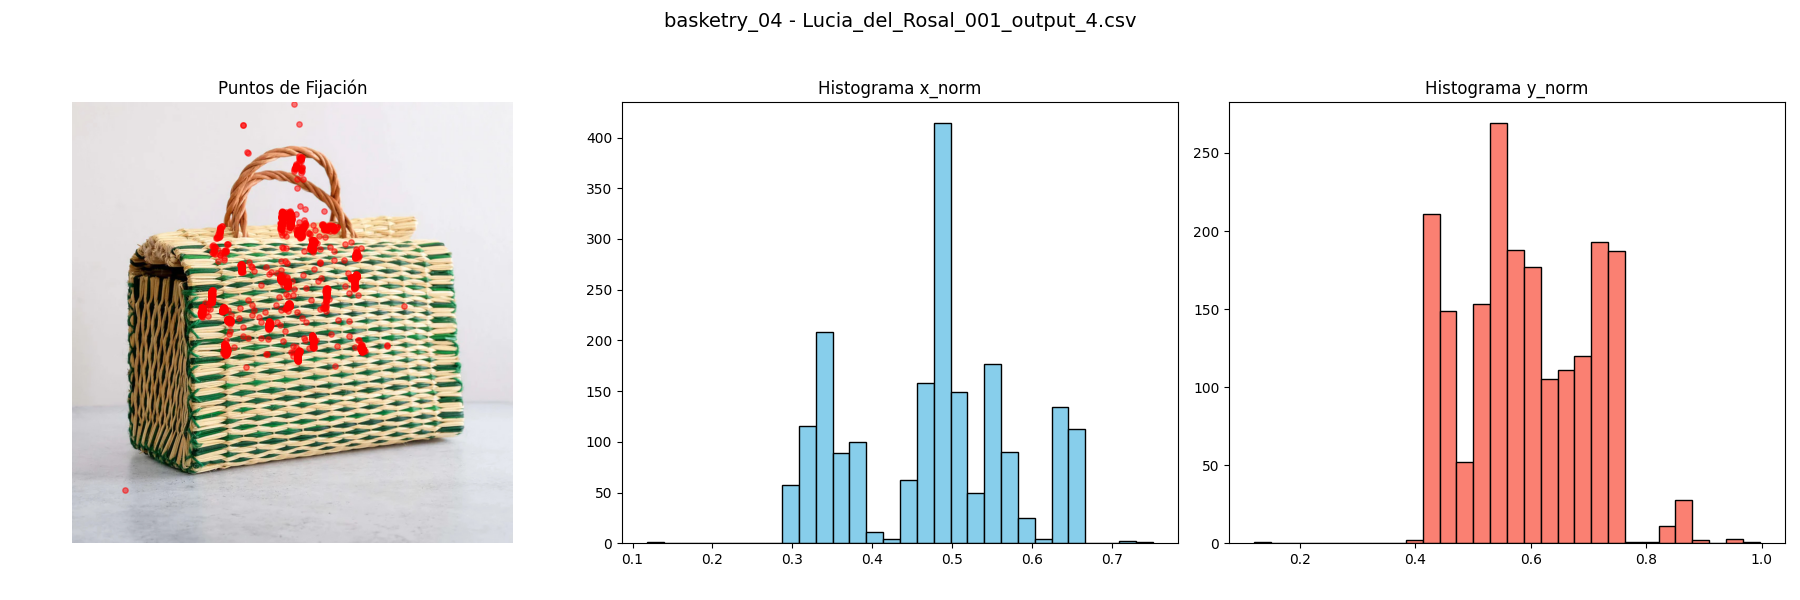 basketry_04 - Lucia_del_Rosal_001_output_4.csv
Puntos de Fijación
Histograma x_norm
Histograma y_norm
400
350
300
250
200
150
100
50
0
0.1 0.2 0.3 0.4 0.5 0.6 0.7
250
200
150
100
50
0
0.2 0.4 0.6 0.8 1.0